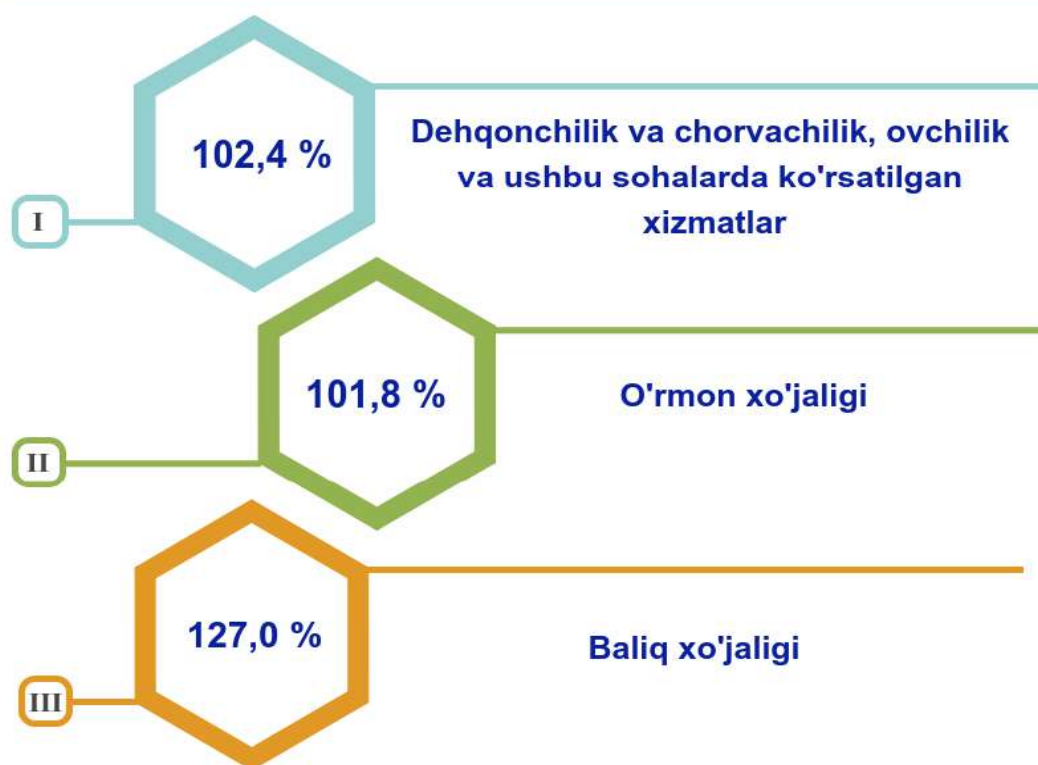 102,4 %
Dehqonchilik va chorvachilik, ovchilik
va ushbu sohalarda ko'rsatilgan
xizmatlar
I
101,8 %
O'rmon xo'jaligi
II
127,0 %
Baliq xo'jaligi
III